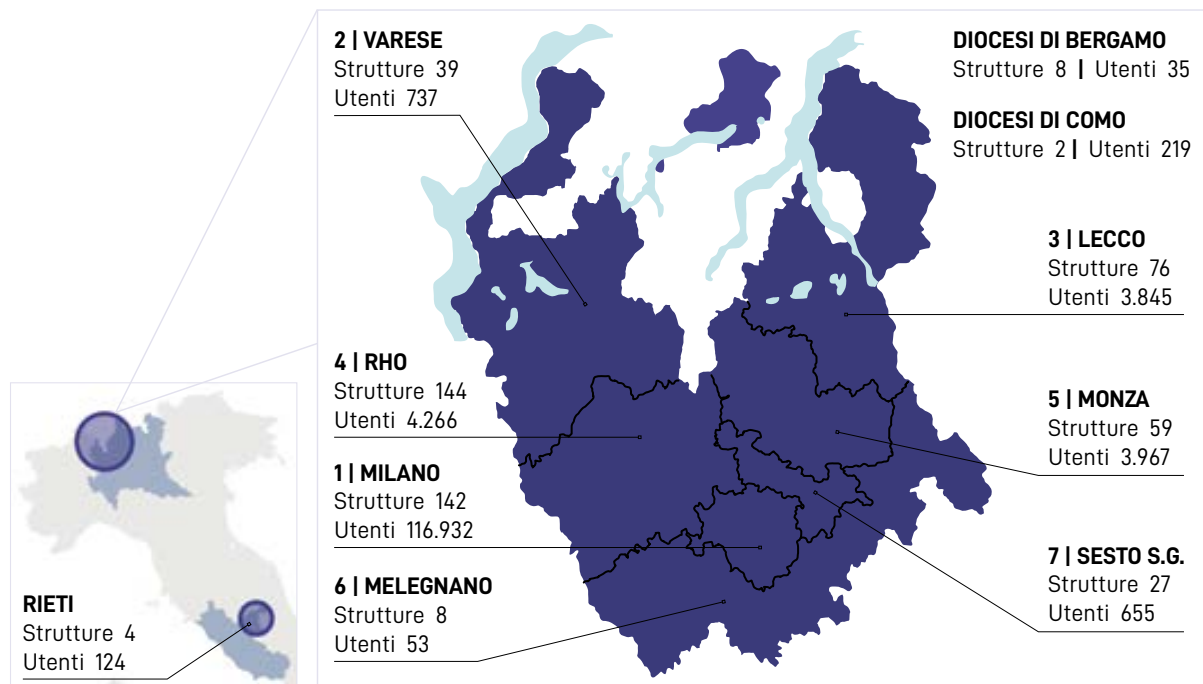 2 | VARESE
Strutture 39
Utenti 737
DIOCESI DI BERGAMO
Strutture 8 | Utenti 35
DIOCESI DI COMO
Strutture 2 | Utenti 219
3 | LECCO
Strutture 76
Utenti 3.845
4 | RHO
Strutture 144
Utenti 4.266
5 | MONZA
Strutture 59
Utenti 3.967
1 | MILANO
Strutture 142
Utenti 116.932
7 | SESTO S.G.
Strutture 27
Utenti 655
6 | MELEGNANO
Strutture 8
Utenti 53
RIETI
Strutture 4
Utenti 124